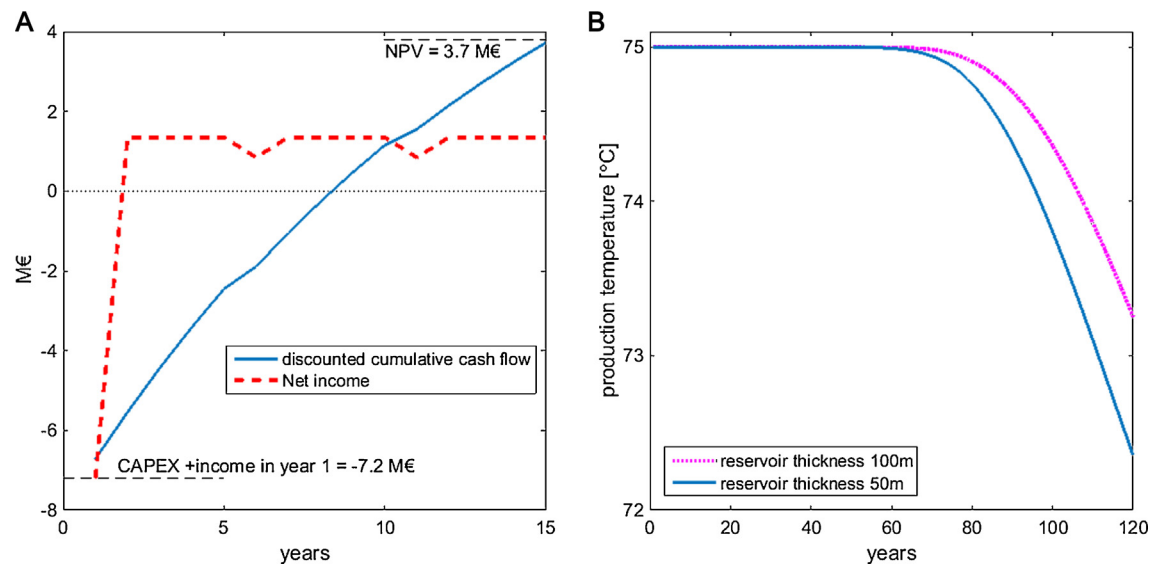 A
4
2
0
-2
-4
-6
-8
M€
NPV = 3.7 M€
discounted cumulative cash flow
Net income
CAPEX +income in year 1 = -7.2 M€
0
5
10
15
years
B
75
74
73
72
production temperature [°C]
reservoir thickness 100m
reservoir thickness 50m
0
20
40
60
80
100
120
years